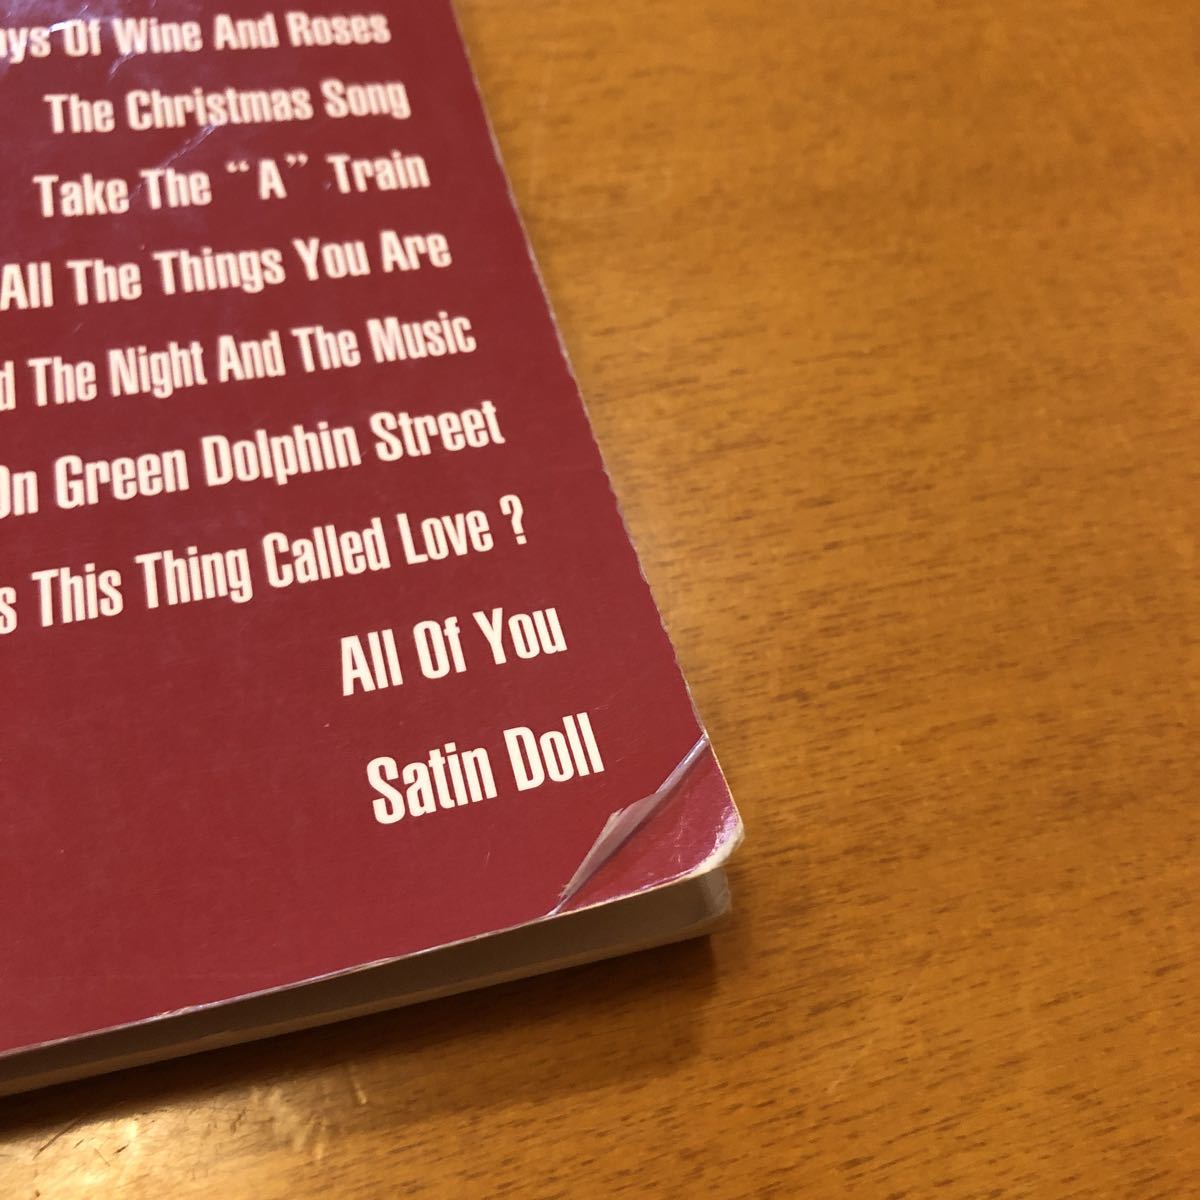 Of Wine And Roses
The Christmas Song
Take The “A” Train
All The Things You Are
The Night And The Music
On Green Dolphin Street
This Thing Called Love ?
All Of You
Satin Doll